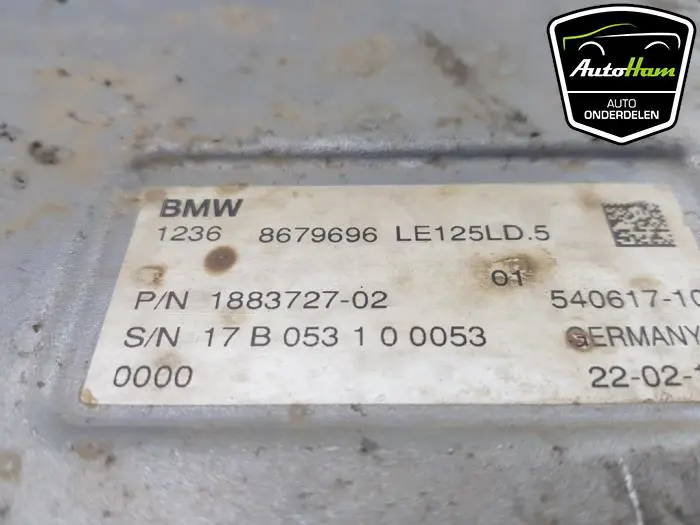 AutoHam
AUTO
ONDERDELEN
BMW
1236 8679696 LE125LD.5
01
P/N 1883727-02 540617-10
S/N 17 B 053 1 0 0053 GERMANY
0000 22-02-1